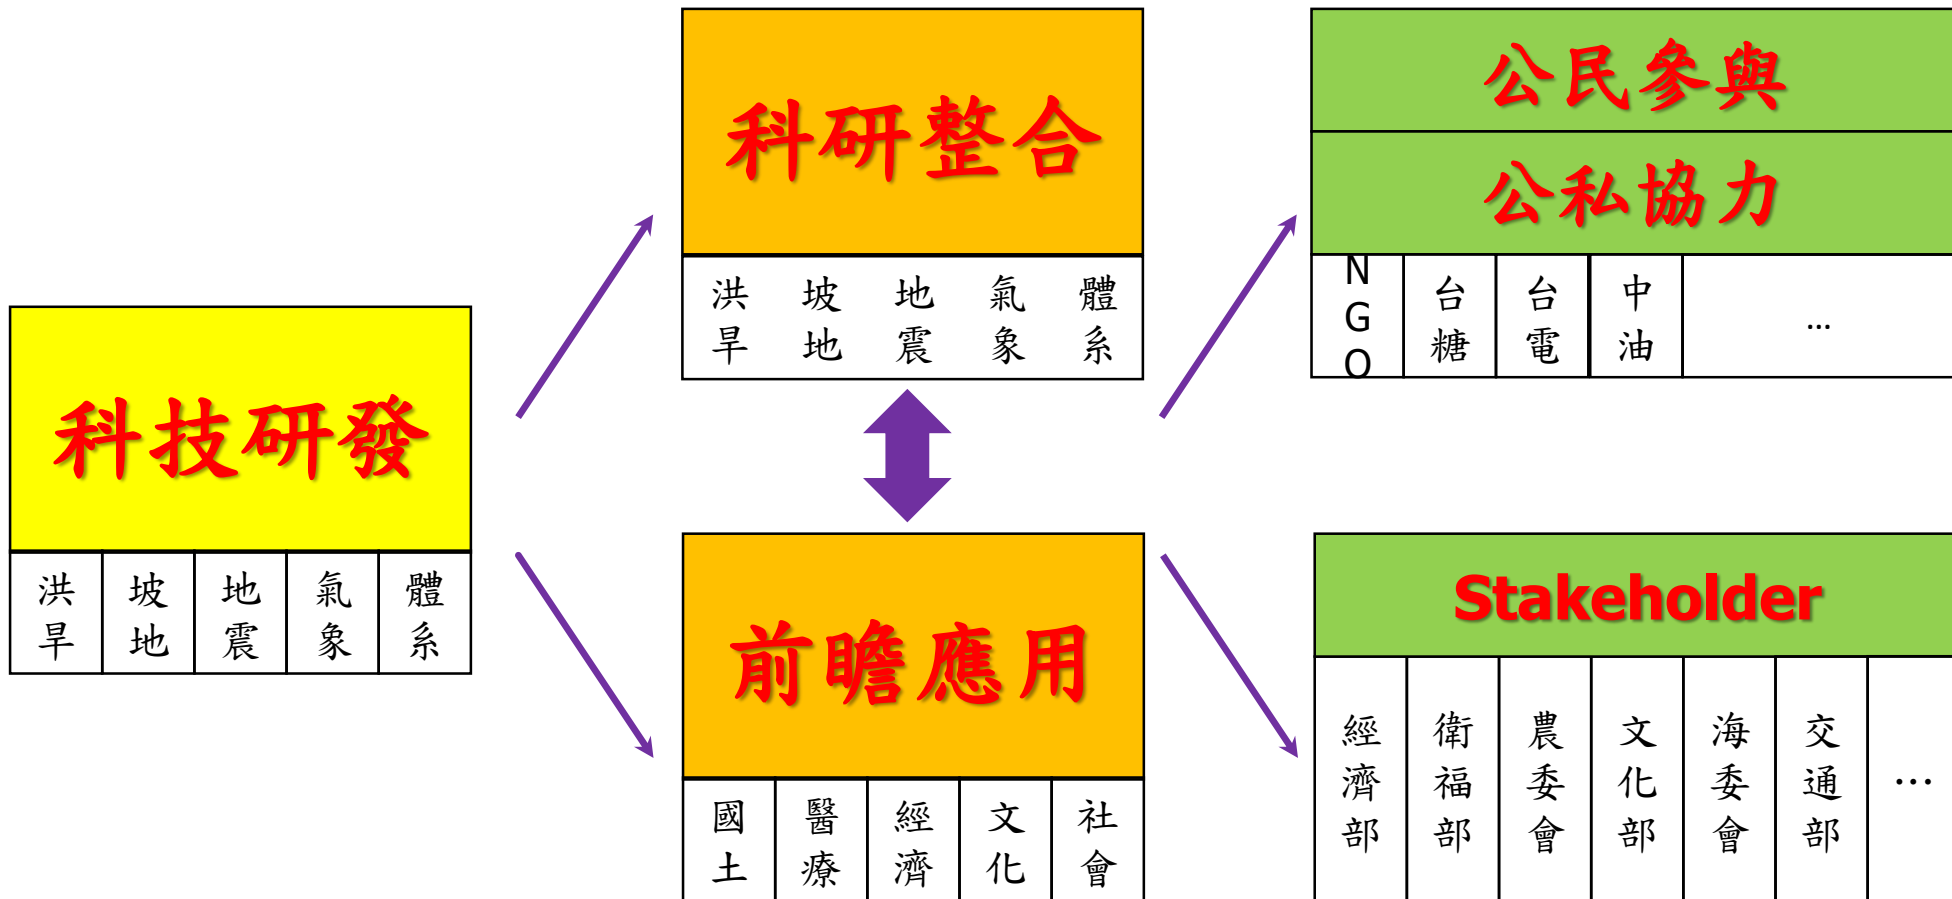 科技研發
洪旱 坡地 地震 氣象 體系
科研整合
洪旱 坡地 地震 氣象 體系
前瞻應用
國土 醫療 經濟 文化 社會
公民參與
公私協力
NGO 台糖 台電 中油 ...
Stakeholder
經濟部 衛福部 農委會 文化部 海委會 交通部 ...